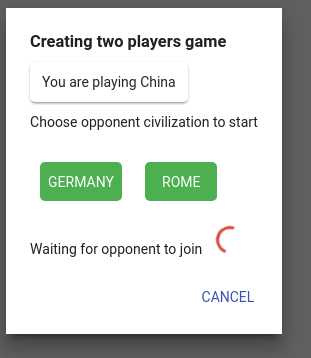 Creating two players game
You are playing China
Choose opponent civilization to start
GERMANY ROME
Waiting for opponent to join
CANCEL